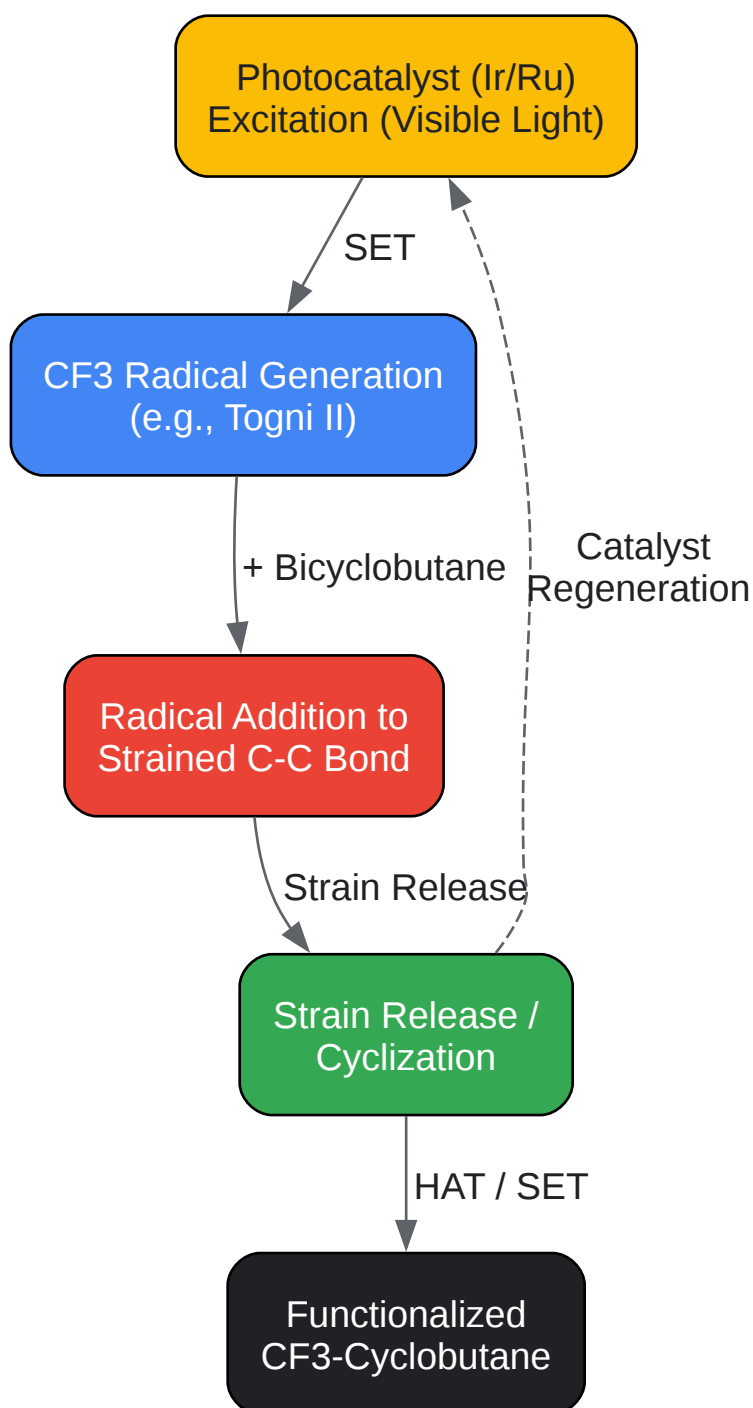 Photocatalyst (Ir/Ru)
Excitation (Visible Light)
SET
CF3 Radical Generation
(e.g., Togni II)
+ Bicyclobutane
Catalyst
Regeneration
Radical Addition to
Strained C-C Bond
Strain Release
Strain Release /
Cyclization
HAT / SET
Functionalized
CF3-Cyclobutane